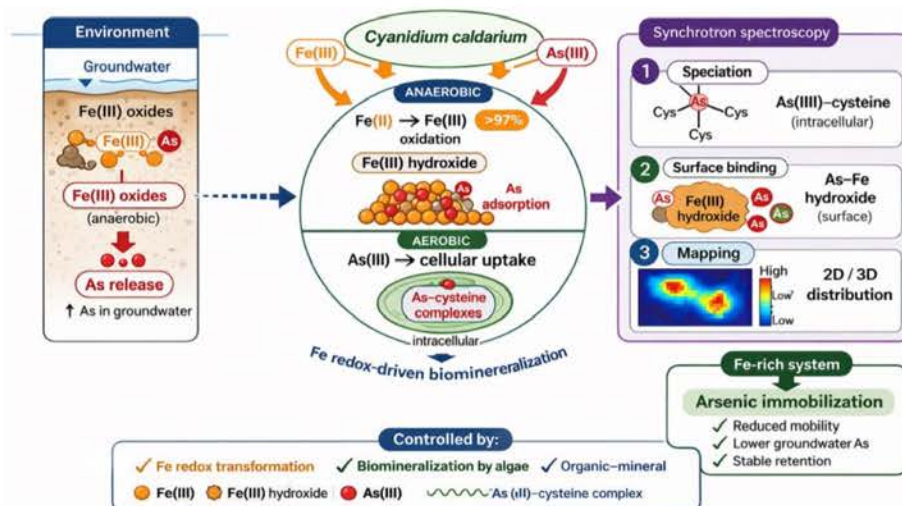 Environment
Groundwater
Fe(III) oxides
Fe(III)
As
Fe(III) oxides
(anaerobic)
As release
↑ As in groundwater
Cyanidium caldarium
Fe(III)
As(III)
ANAEROBIC
Fe(II) → Fe(III) >97%
oxidation
Fe(III) hydroxide
As
As
adsorption
AEROBIC
As(III) → cellular uptake
As–cysteine
complexes
intracellular
Fe redox-driven biominereralization
Synchrotron spectroscopy
1 Speciation
As
Cys
Cys
Cys
As(IIII)–cysteine
(intracellular)
2 Surface binding
As
Fe(III)
hydroxide
As
As
As
As–Fe
hydroxide
(surface)
3 Mapping
High
Low'
Low
2D / 3D
distribution
Fe-rich system
Arsenic immobilization
✓ Reduced mobility
✓ Lower groundwater As
✓ Stable retention
Controlled by:
✓ Fe redox transformation ✓ Biomineralization by algae ✓ Organic–mineral
Fe(III) Fe(III) hydroxide As(III) As (ıll)–cysteine complex